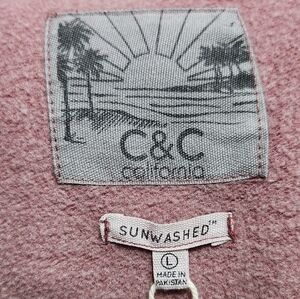 C&C
california
SUNWASHED™
L
MADE IN
PAKISTAN